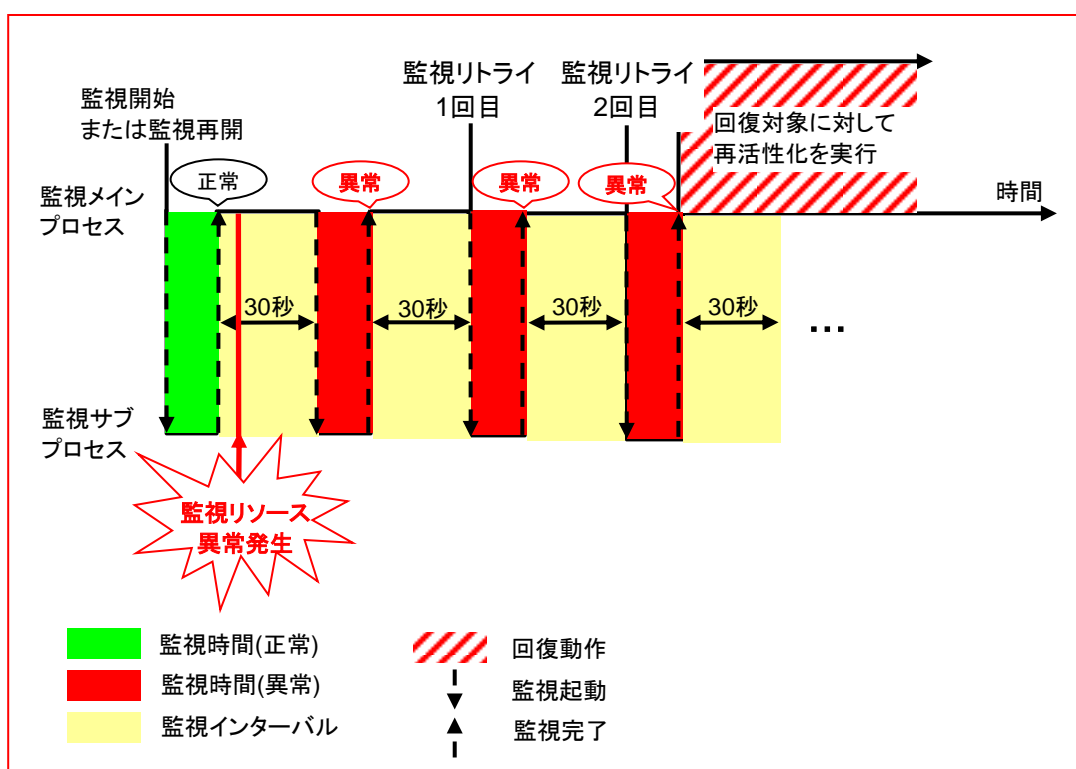 監視開始
または監視再開
監視リトライ
1回目
監視リトライ
2回目
回復対象に対して
再活性化を実行
正常
異常
異常
異常
時間
監視メイン
プロセス
30秒
30秒
30秒
30秒
...
監視サブ
プロセス
監視リソース
異常発生
監視時間(正常)
監視時間(異常)
監視インターバル
回復動作
監視起動
監視完了